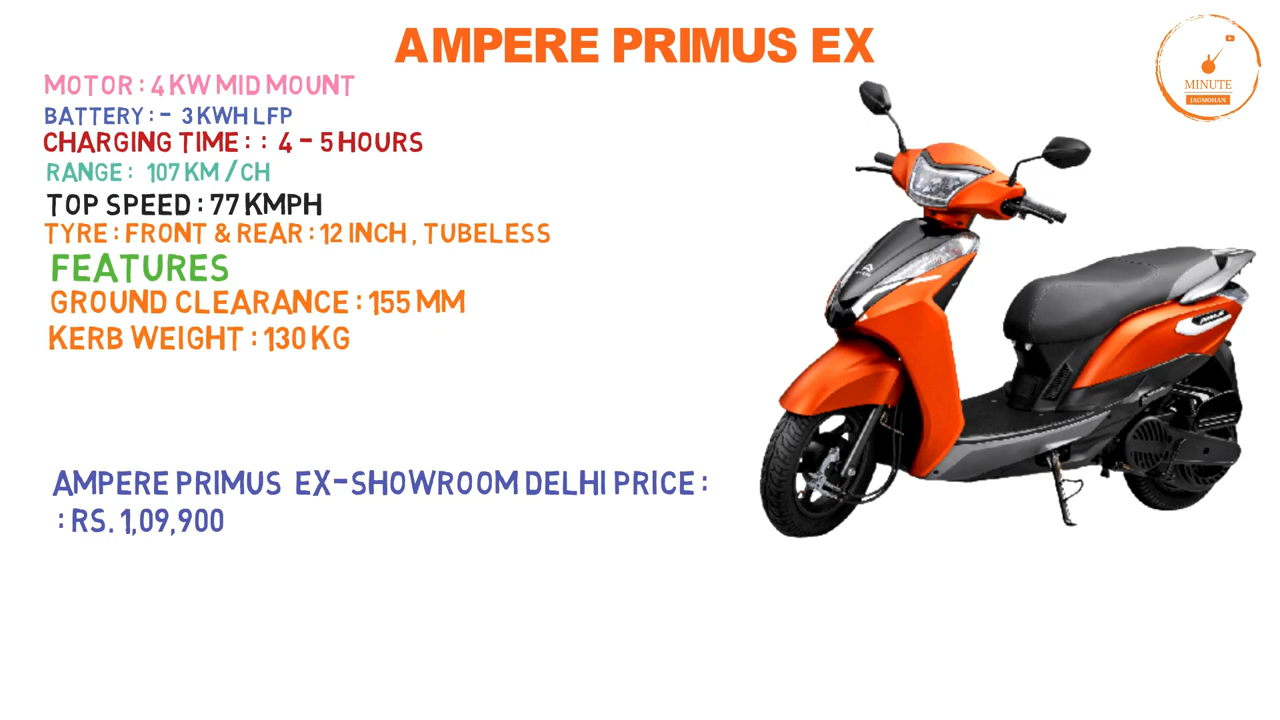 AMPERE PRIMUS EX
MINUTE
JAGMOHAN
MOTOR : 4 KW MID MOUNT
BATTERY : - 3 KWH LFP
CHARGING TIME : : 4 - 5 HOURS
RANGE : 107 KM / CH
TOP SPEED : 77 KMPH
TYRE : FRONT & REAR : 12 INCH , TUBELESS
FEATURES
GROUND CLEARANCE : 155 MM
KERB WEIGHT : 130 KG
AMPERE PRIMUS EX-SHOWROOM DELHI PRICE :
: RS. 1,09,900